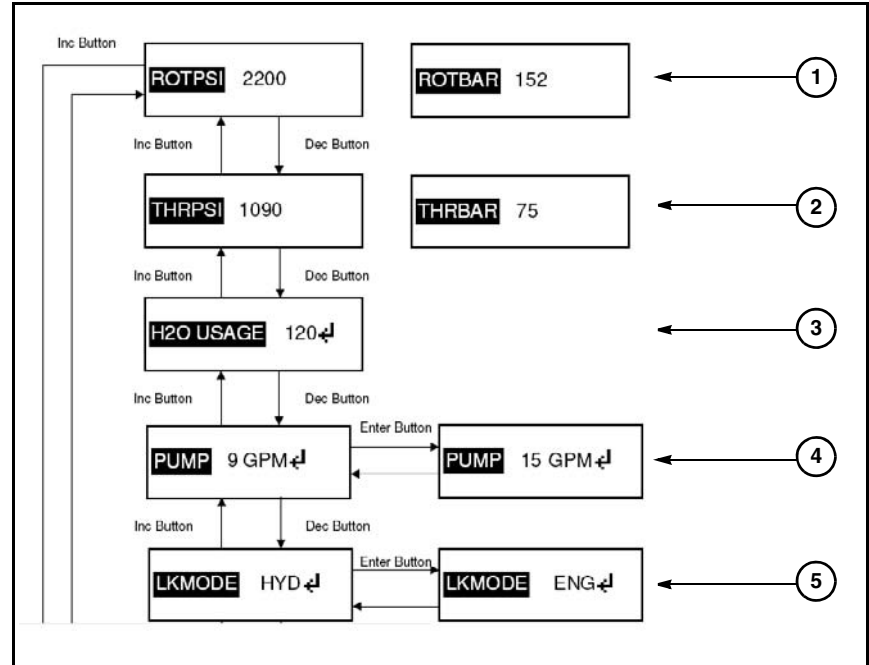 Inc Button
ROTPSI 2200
ROTBAR 152
1
Inc Button
Dec Button
THRPSI 1090
THRBAR 75
2
Inc Button
Dec Button
H2O USAGE 120↵
3
Inc Button
Dec Button
Enter Button
PUMP 9 GPM↵
PUMP 15 GPM↵
4
Inc Button
Dec Button
Enter Button
LKMODE HYD↵
LKMODE ENG↵
5